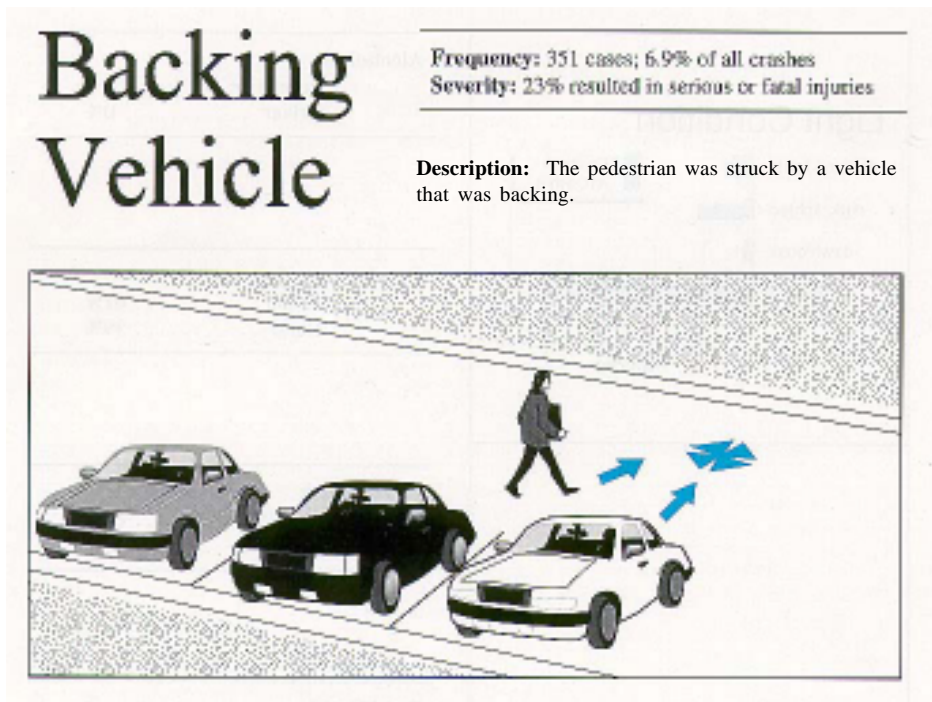 Backing
Vehicle
Frequency: 351 cases; 6.9% of all crashes
Severity: 23% resulted in serious or fatal injuries
Description: The pedestrian was struck by a vehicle
that was backing.